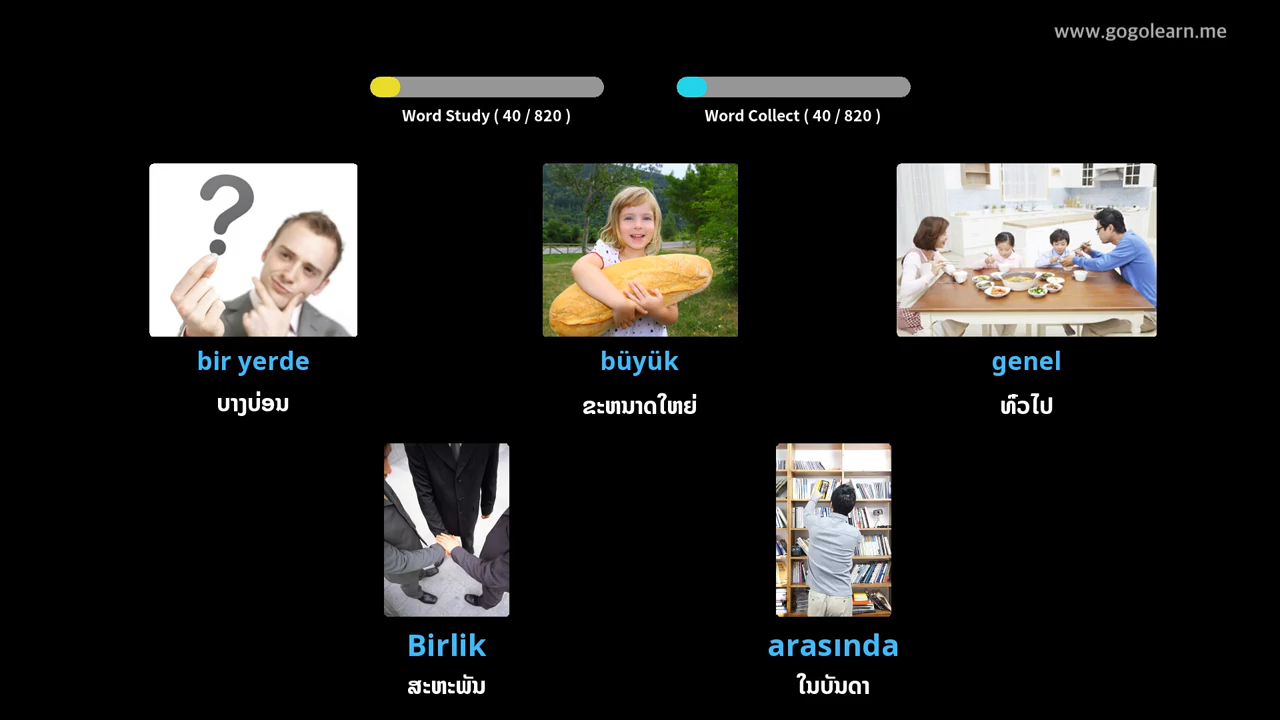 www.gogolearn.me
Word Study ( 40 / 820 )
Word Collect ( 40 / 820 )
?
bir yerde
ບາງບ່ອນ
büyük
ຂະຫນາດໃຫຍ່
genel
ທົ່ວໄປ
Birlik
ສະຫະພັນ
arasında
ໃນບັນດາ